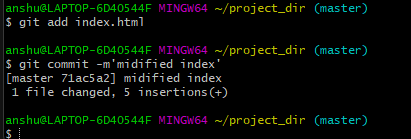 anshu@LAPTOP-6D40544F MINGW64 ~/project_dir (master)
$ git add index.html
anshu@LAPTOP-6D40544F MINGW64 ~/project_dir (master)
$ git commit -m'midified index'
[master 71ac5a2] midified index
 1 file changed, 5 insertions(+)
anshu@LAPTOP-6D40544F MINGW64 ~/project_dir (master)
$